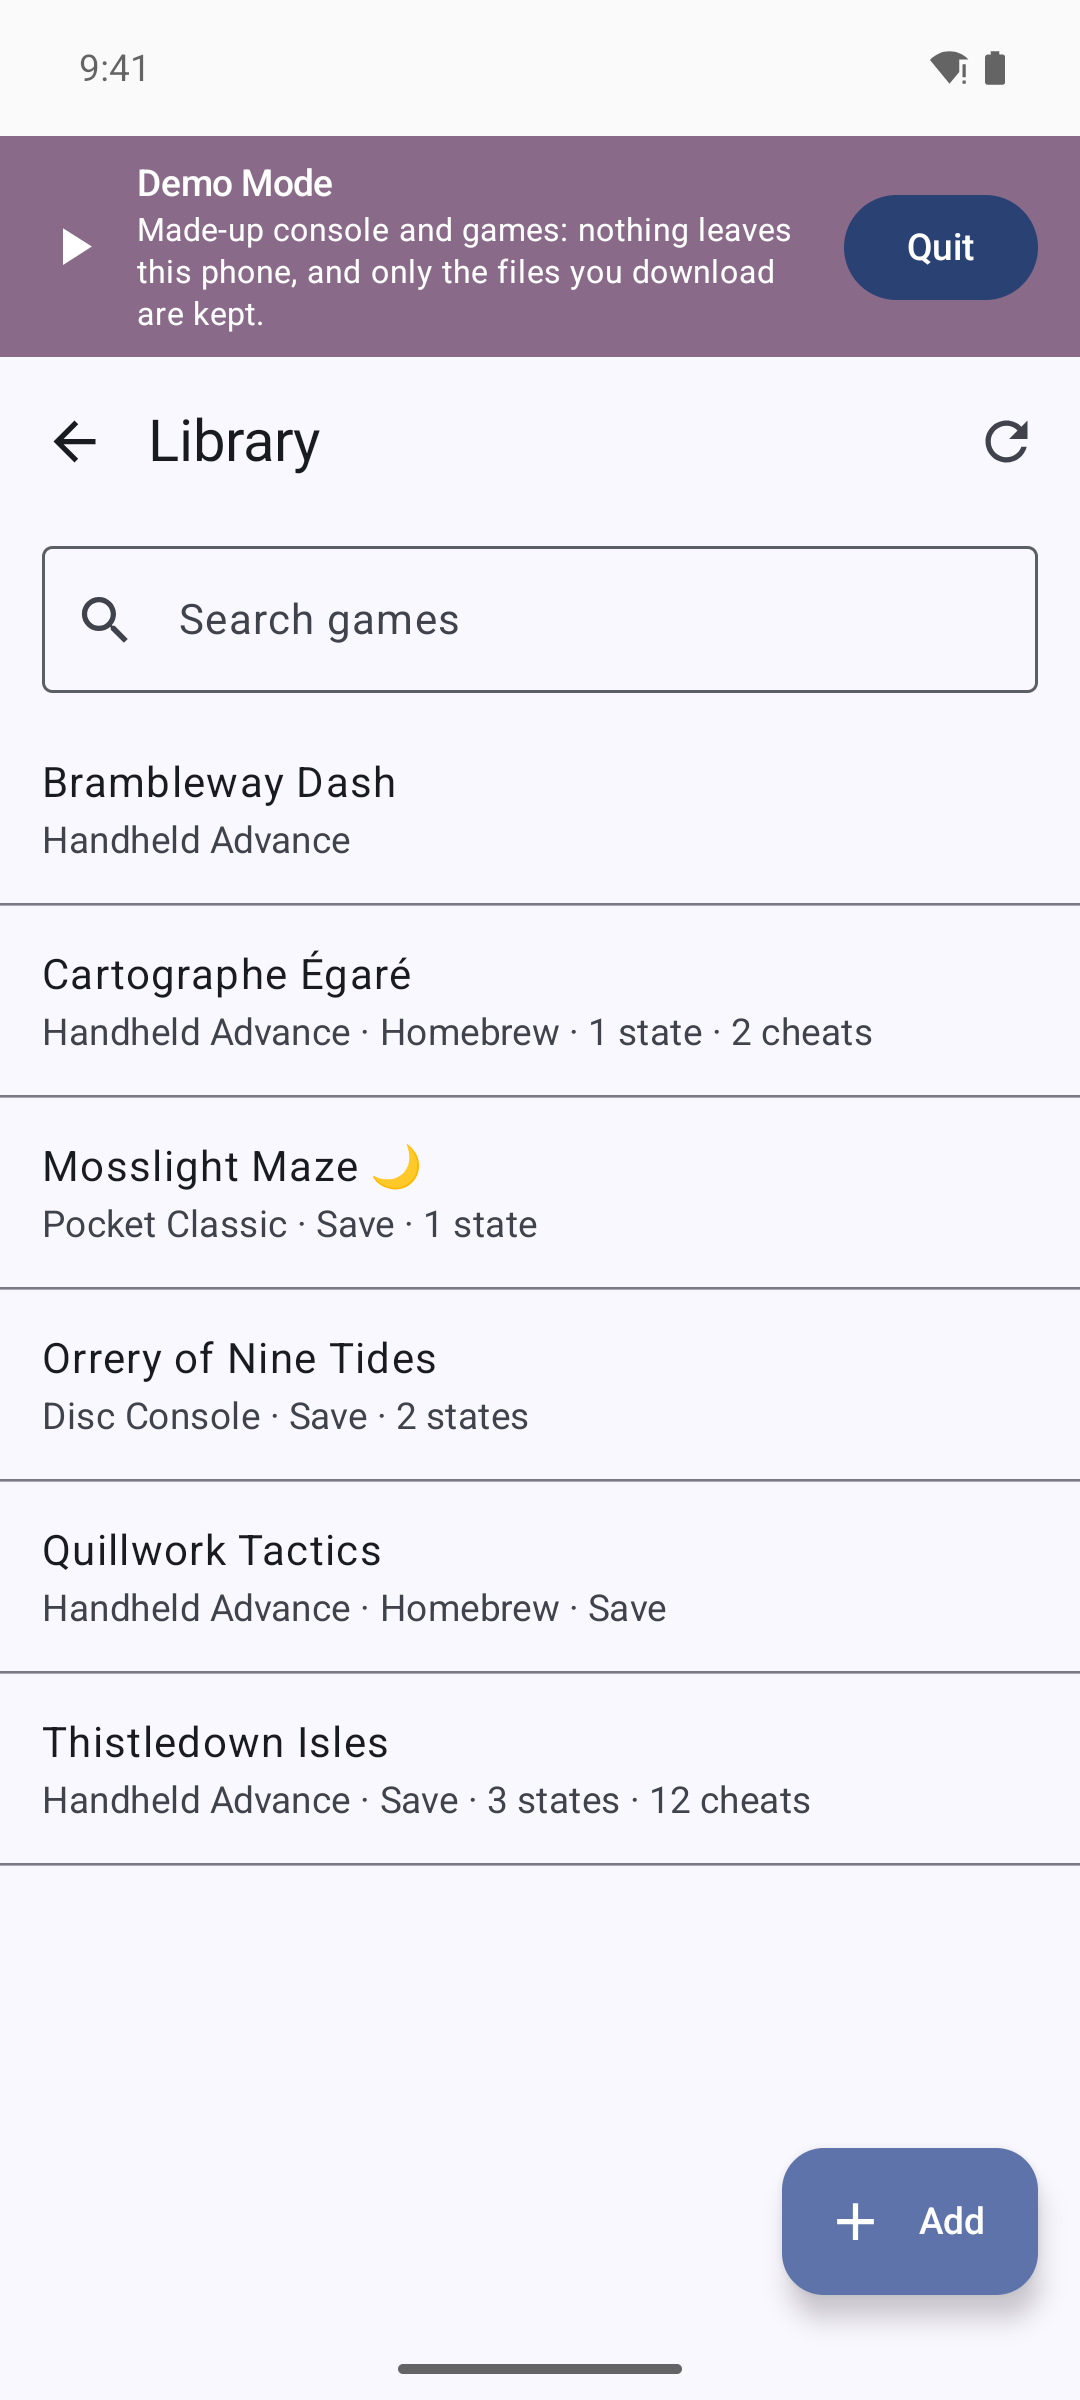 9:41
Demo Mode
Made-up console and games: nothing leaves
this phone, and only the files you download
are kept.
Quit
Library
Search games
Brambleway Dash
Handheld Advance
Cartographe Égaré
Handheld Advance · Homebrew · 1 state · 2 cheats
Mosslight Maze 🌙
Pocket Classic · Save · 1 state
Orrery of Nine Tides
Disc Console · Save · 2 states
Quillwork Tactics
Handheld Advance · Homebrew · Save
Thistledown Isles
Handheld Advance · Save · 3 states · 12 cheats
Add